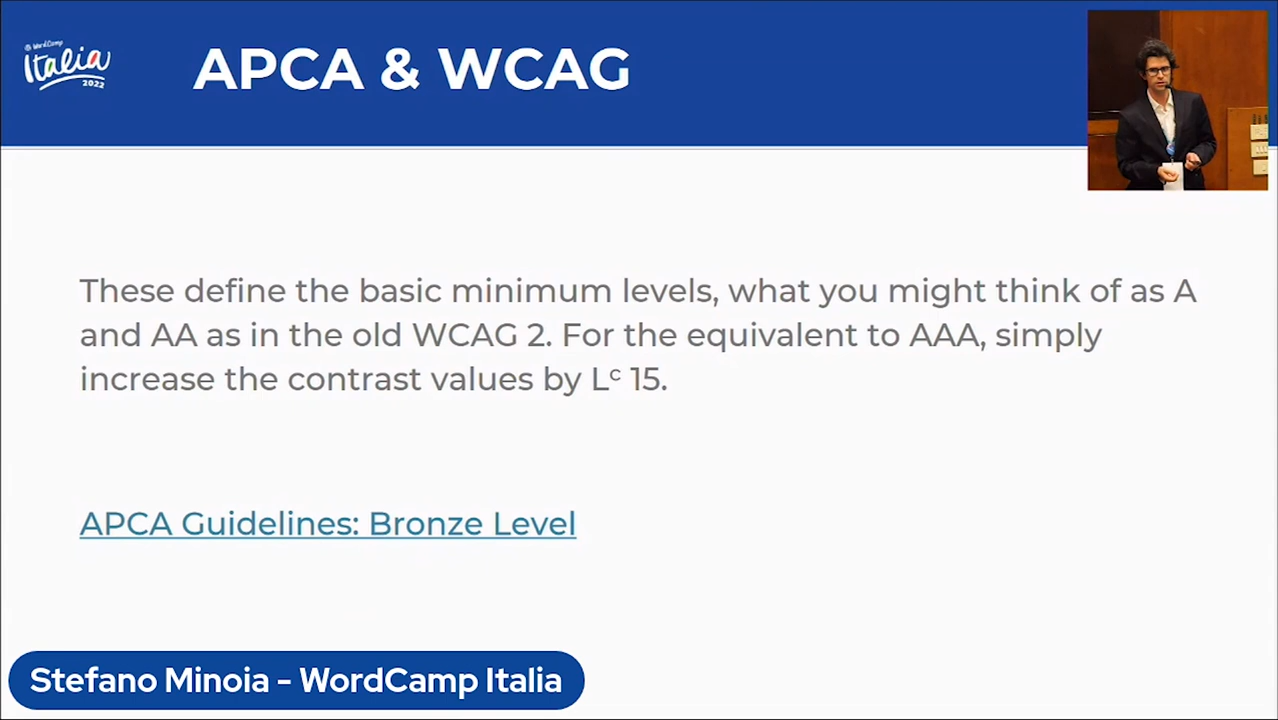 WordCamp
Italia
2022
APCA & WCAG
These define the basic minimum levels, what you might think of as A
and AA as in the old WCAG 2. For the equivalent to AAA, simply
increase the contrast values by Lᶜ 15.
APCA Guidelines: Bronze Level
Stefano Minoia - WordCamp Italia